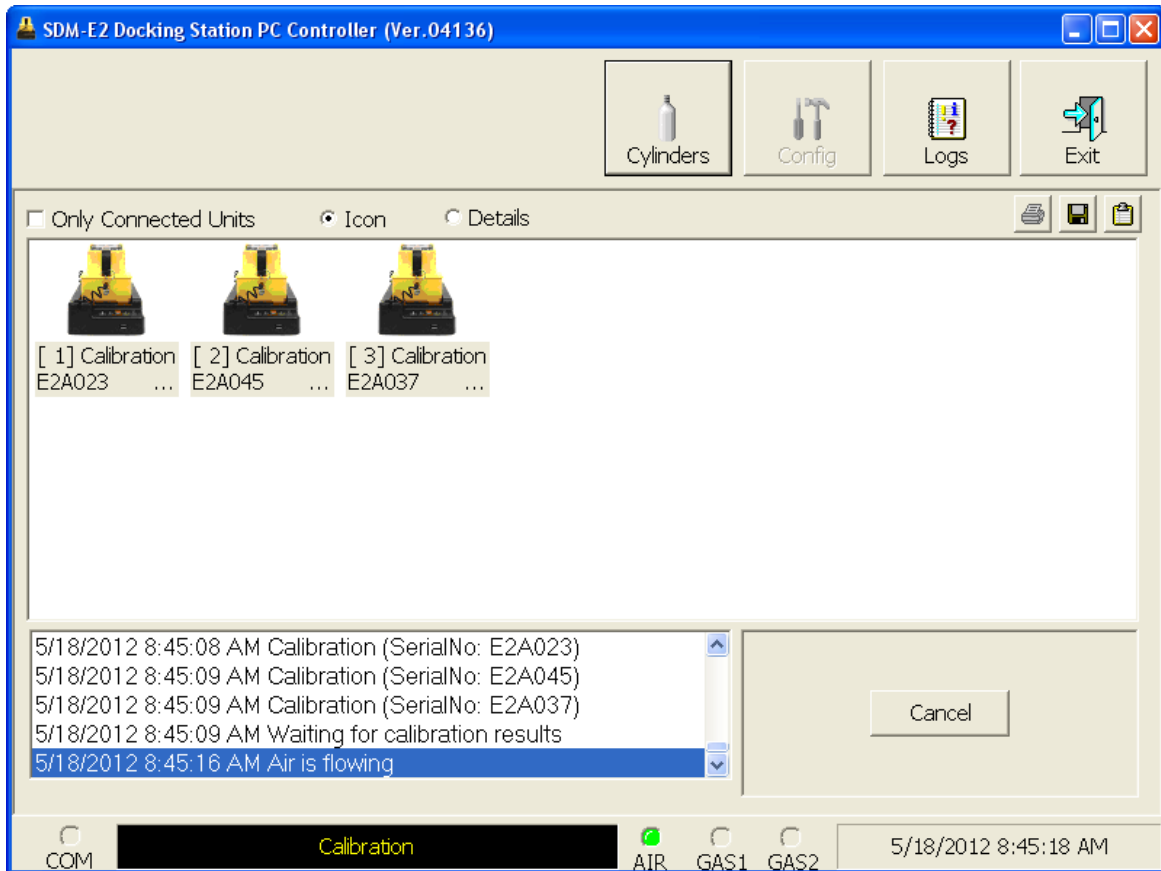 SDM-E2 Docking Station PC Controller (Ver.04136)
Cylinders
Config
Logs
Exit
Only Connected Units
Icon
Details
[ 1] Calibration
E2A023 ...
[ 2] Calibration
E2A045 ...
[ 3] Calibration
E2A037 ...
5/18/2012 8:45:08 AM Calibration (SerialNo: E2A023)
5/18/2012 8:45:09 AM Calibration (SerialNo: E2A045)
5/18/2012 8:45:09 AM Calibration (SerialNo: E2A037)
5/18/2012 8:45:09 AM Waiting for calibration results
5/18/2012 8:45:16 AM Air is flowing
Cancel
COM
Calibration
AIR
GAS1
GAS2
5/18/2012 8:45:18 AM